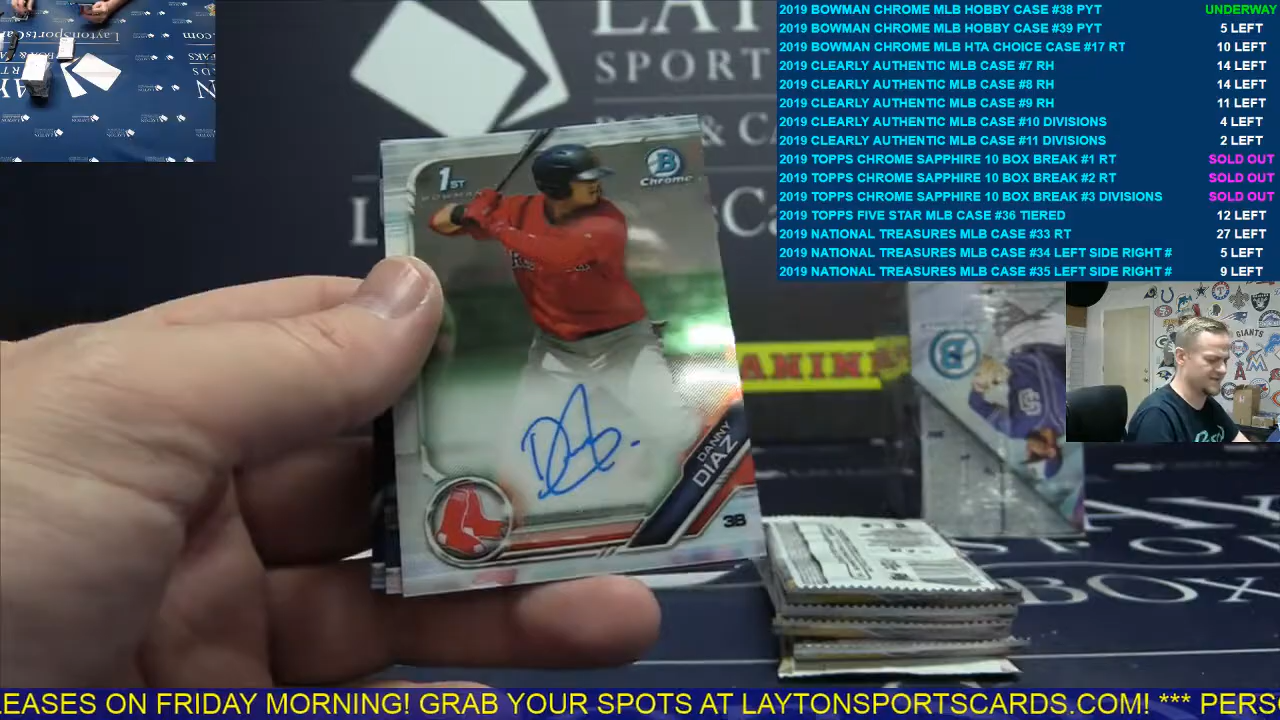 2019 BOWMAN CHROME MLB HOBBY CASE #38 PYT UNDERWAY
2019 BOWMAN CHROME MLB HOBBY CASE #39 PYT 5 LEFT
2019 BOWMAN CHROME MLB HTA CHOICE CASE #17 RT 10 LEFT
2019 CLEARLY AUTHENTIC MLB CASE #7 RH 14 LEFT
2019 CLEARLY AUTHENTIC MLB CASE #8 RH 14 LEFT
2019 CLEARLY AUTHENTIC MLB CASE #9 RH 11 LEFT
2019 CLEARLY AUTHENTIC MLB CASE #10 DIVISIONS 4 LEFT
2019 CLEARLY AUTHENTIC MLB CASE #11 DIVISIONS 2 LEFT
2019 TOPPS CHROME SAPPHIRE 10 BOX BREAK #1 RT SOLD OUT
2019 TOPPS CHROME SAPPHIRE 10 BOX BREAK #2 RT SOLD OUT
2019 TOPPS CHROME SAPPHIRE 10 BOX BREAK #3 DIVISIONS SOLD OUT
2019 TOPPS FIVE STAR MLB CASE #36 TIERED 12 LEFT
2019 NATIONAL TREASURES MLB CASE #33 RT 27 LEFT
2019 NATIONAL TREASURES MLB CASE #34 LEFT SIDE RIGHT # 5 LEFT
2019 NATIONAL TREASURES MLB CASE #35 LEFT SIDE RIGHT # 9 LEFT
LAY
SPORT
1ST
B
Chrome
PANINI
GIANTS
DANNY
DIAZ
3B
BOX
EASES ON FRIDAY MORNING! GRAB YOUR SPOTS AT LAYTONSPORTSCARDS.COM! *** PERS